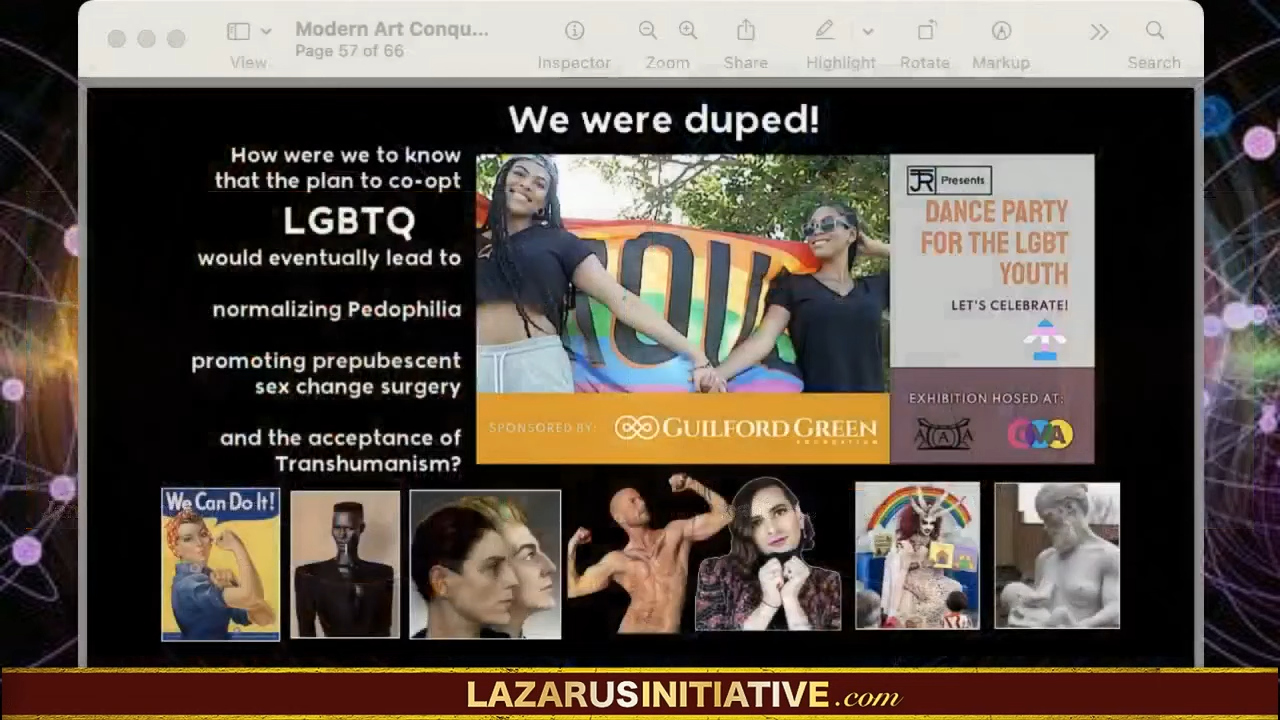 Modern Art Conqu...
Page 57 of 66
View
Inspector
Zoom
Share
Highlight
Rotate
Markup
Search
We were duped!
How were we to know
that the plan to co-opt
LGBTQ
would eventually lead to
normalizing Pedophilia
promoting prepubescent
sex change surgery
and the acceptance of
Transhumanism?
JR Presents
DANCE PARTY
FOR THE LGBT
YOUTH
LET'S CELEBRATE!
SPONSORED BY:
GUILFORD GREEN
FOUNDATION
EXHIBITION HOSED AT:
We Can Do It!
LAZARUSINITIATIVE.com